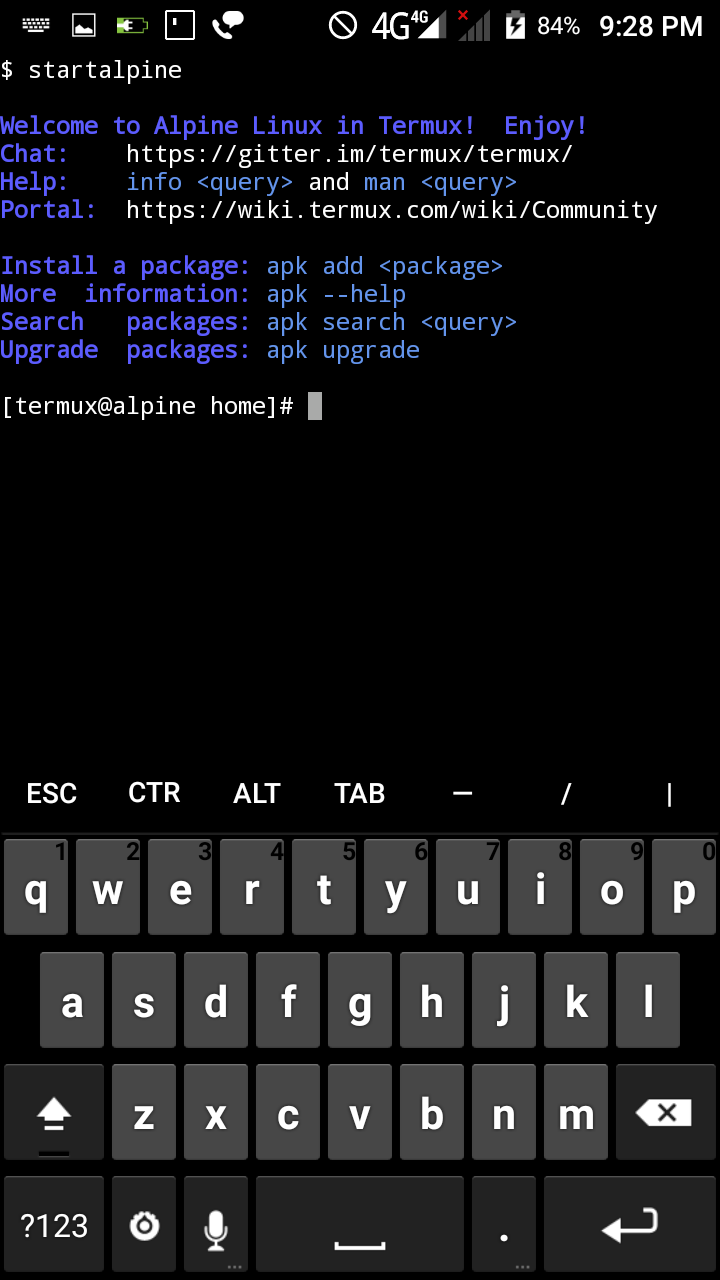 4G 4G 84% 9:28 PM
$ startalpine
Welcome to Alpine Linux in Termux!  Enjoy!
Chat:    https://gitter.im/termux/termux/
Help:    info <query> and man <query>
Portal:  https://wiki.termux.com/wiki/Community
Install a package: apk add <package>
More  information: apk --help
Search   packages: apk search <query>
Upgrade  packages: apk upgrade
[termux@alpine home]#
ESC CTR ALT TAB — / |
1 2 3 4 5 6 7 8 9 0
q w e r t y u i o p
a s d f g h j k l
z x c v b n m
?123 .